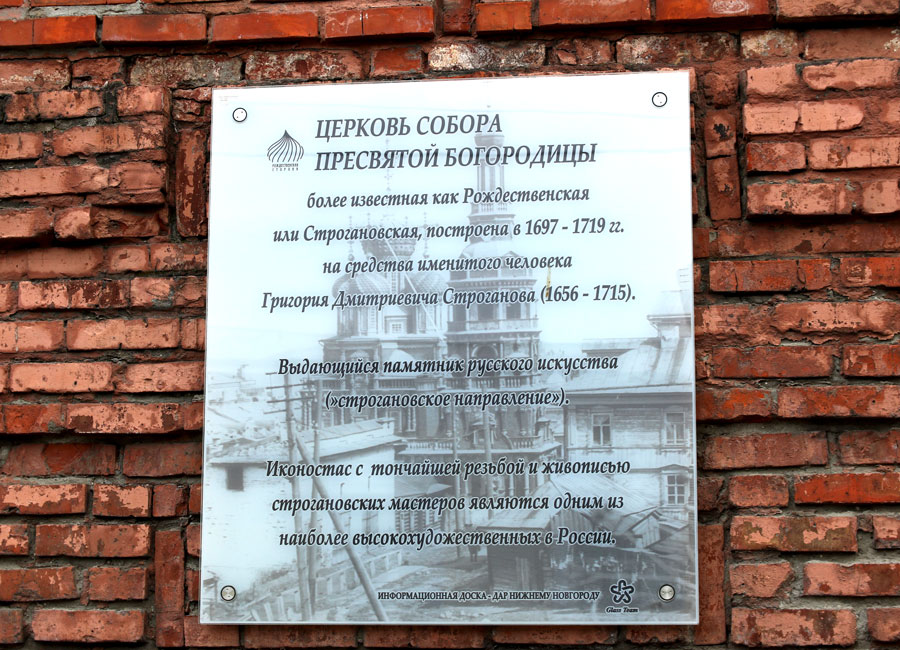 ЦЕРКОВЬ СОБОРА
ПРЕСВЯТОЙ БОГОРОДИЦЫ
РОЖДЕСТВЕНСКАЯ
СТОРОНА
более известная как Рождественская
или Строгановская, построена в 1697 - 1719 гг.
на средства именитого человека
Григория Дмитриевича Строганова (1656 - 1715).
Выдающийся памятник русского искусства
(»строгановское направление»).
Иконостас с тончайшей резьбой и живописью
строгановских мастеров являются одним из
наиболее высокохудожественных в России.
ИНФОРМАЦИОННАЯ ДОСКА - ДАР НИЖНЕМУ НОВГОРОДУ
Glass Team